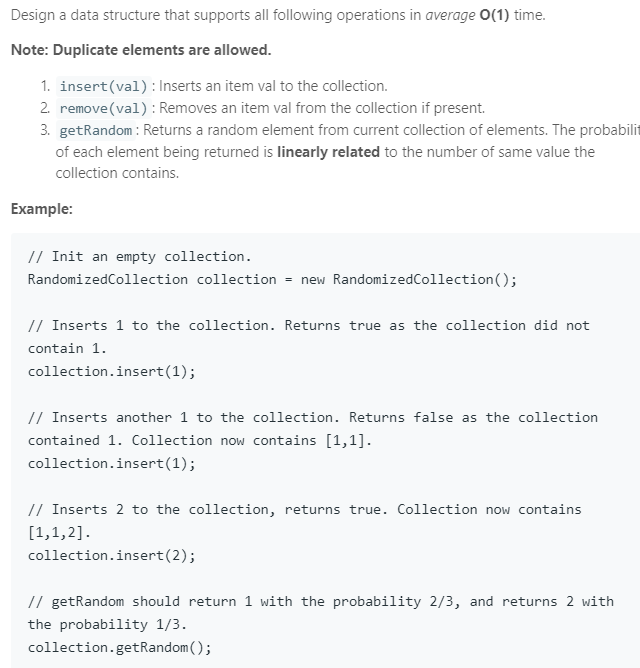 Design a data structure that supports all following operations in average O(1) time.
Note: Duplicate elements are allowed.
1. insert(val) : Inserts an item val to the collection.
2. remove(val) : Removes an item val from the collection if present.
3. getRandom : Returns a random element from current collection of elements. The probabilit
of each element being returned is linearly related to the number of same value the
collection contains.
Example:
// Init an empty collection.
RandomizedCollection collection = new RandomizedCollection();
// Inserts 1 to the collection. Returns true as the collection did not
contain 1.
collection.insert(1);
// Inserts another 1 to the collection. Returns false as the collection
contained 1. Collection now contains [1,1].
collection.insert(1);
// Inserts 2 to the collection, returns true. Collection now contains
[1,1,2].
collection.insert(2);
// getRandom should return 1 with the probability 2/3, and returns 2 with
the probability 1/3.
collection.getRandom();